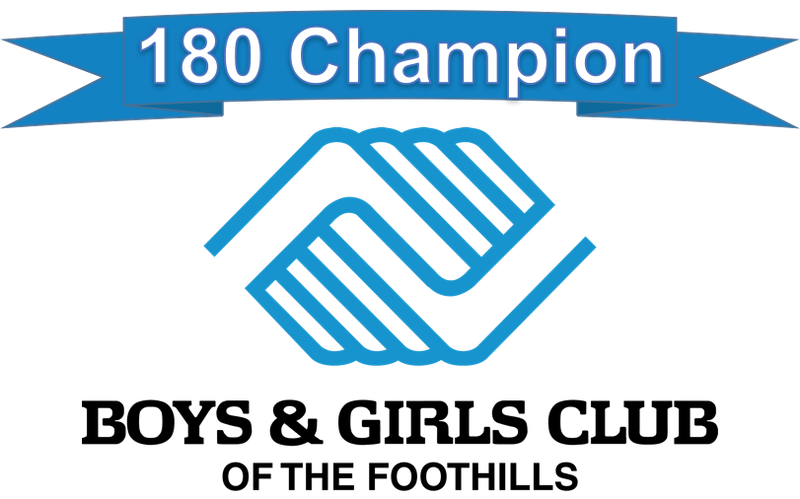 180 Champion
BOYS & GIRLS CLUB
OF THE FOOTHILLS